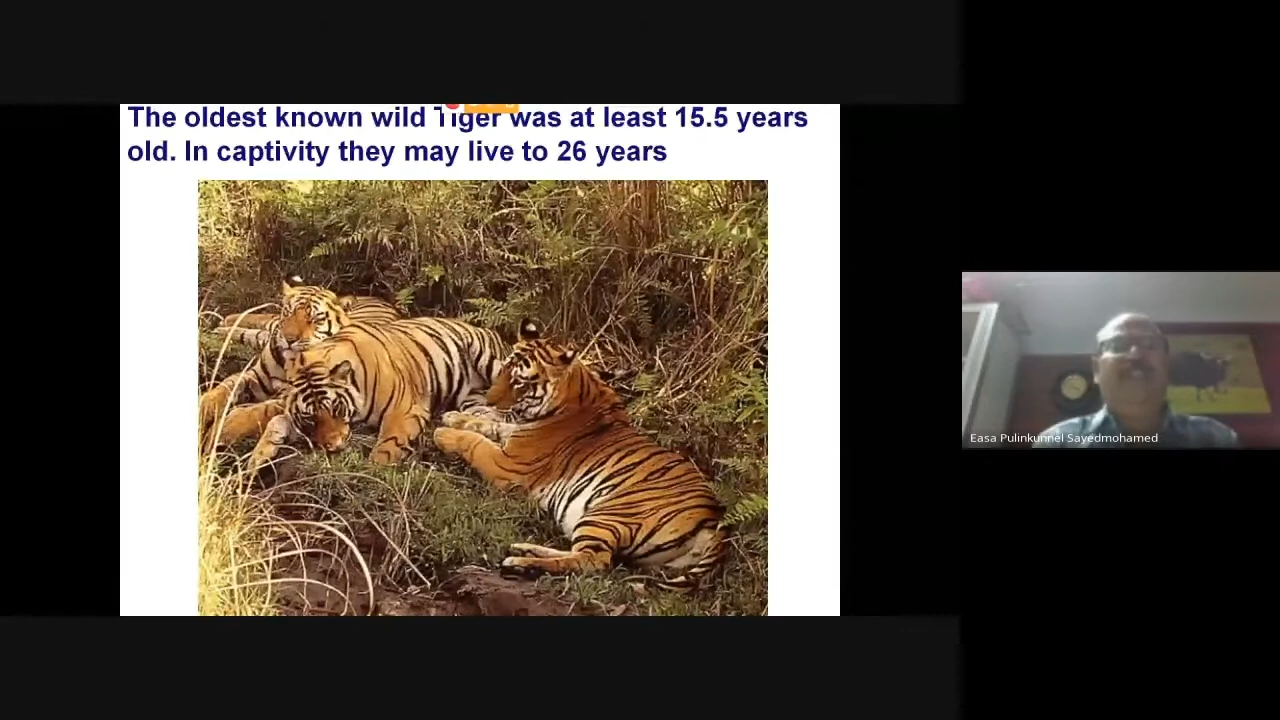 The oldest known wild Tiger was at least 15.5 years
old. In captivity they may live to 26 years
Easa Pulinkunnel Sayedmohamed